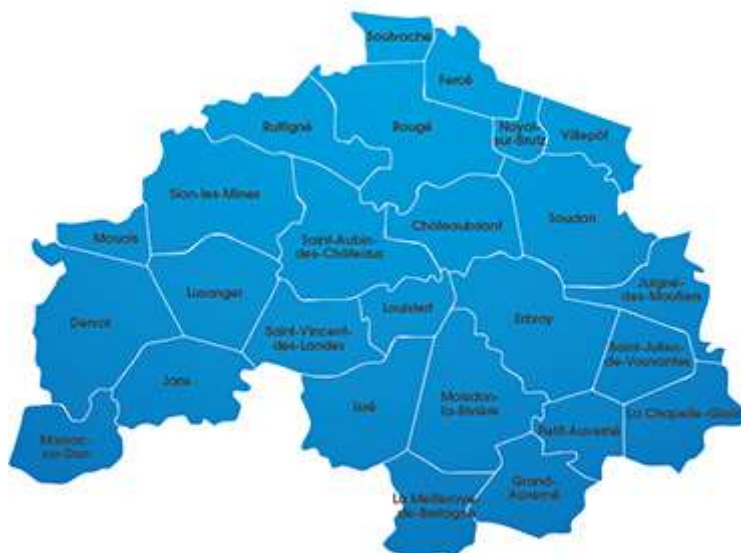 Soulvache
Fercé
Ruffigné
Rougé
Noyal-
sur-Brutz
Villepôt
Sion-les-Mines
Châteaubriant
Soudan
Mouais
Saint-Aubin-
des-Châteaux
Lusanger
Juigné-
des-Moutiers
Derval
Louisfert
Erbray
Saint-Vincent-
des-Landes
Saint-Julien-
de-Vouvantes
Jans
Issé
Moisdon-
la-Rivière
La Chapelle-Glain
Petit-Auverné
Marsac-
sur-Don
Grand-
Auverné
La Meilleraye-
de-Bretagne